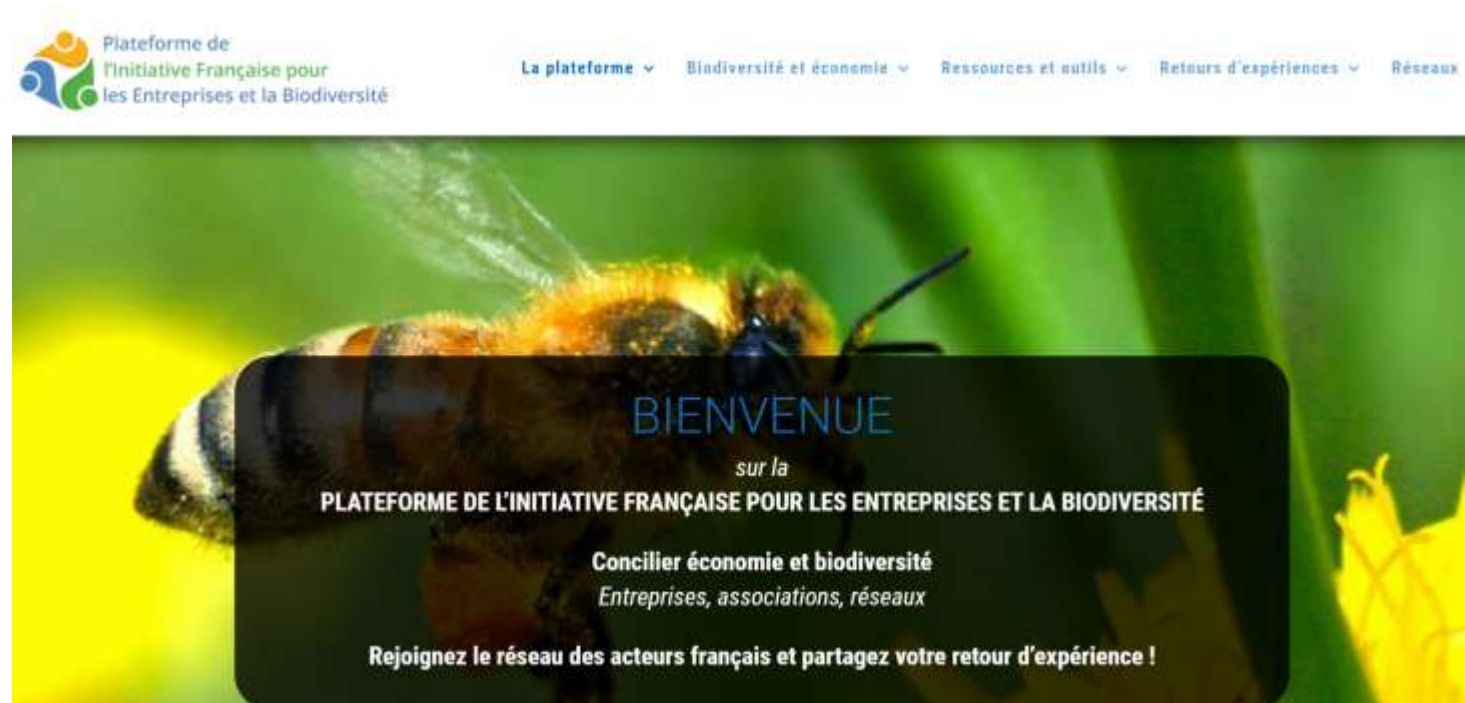 Plateforme de
l'Initiative Française pour
les Entreprises et la Biodiversité
La plateforme
Biodiversité et économie
Ressources et outils
Retours d'expériences
Réseaux
BIENVENUE
sur la
PLATEFORME DE L'INITIATIVE FRANÇAISE POUR LES ENTREPRISES ET LA BIODIVERSITÉ
Concilier économie et biodiversité
Entreprises, associations, réseaux
Rejoignez le réseau des acteurs français et partagez votre retour d'expérience !